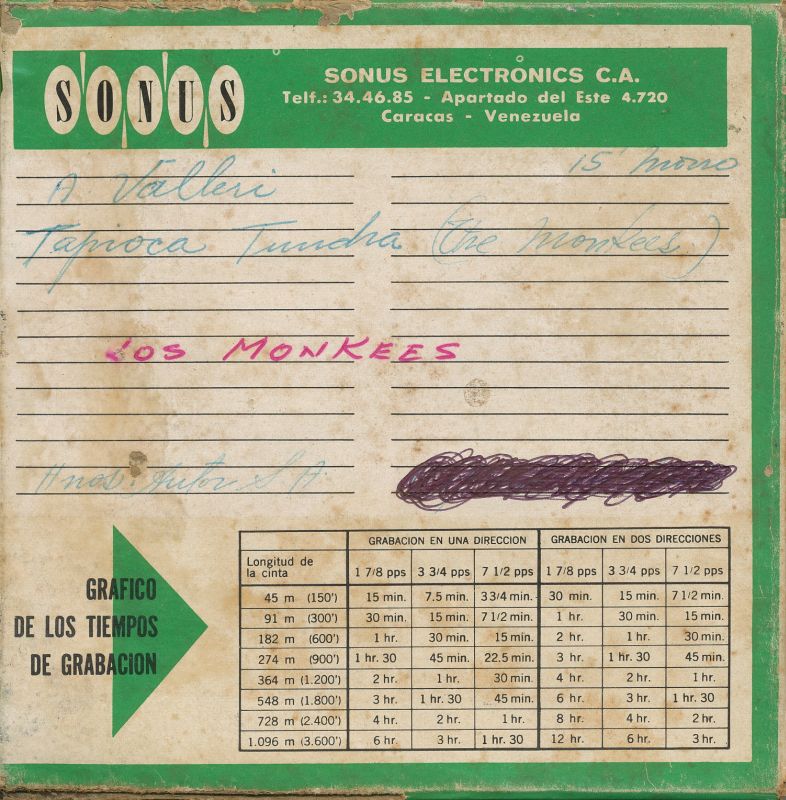 SONUS
SONUS ELECTRONICS C.A.
Telf.: 34.46.85 - Apartado del Este 4.720
Caracas - Venezuela
15' mono
A Valleri
Tapioca Tundra (the Monkees)
LOS MONKEES
Hnos. Antor S.A.
GRAFICO
DE LOS TIEMPOS
DE GRABACION
Longitud de la cinta GRABACION EN UNA DIRECCION GRABACION EN DOS DIRECCIONES
1 7/8 pps 3 3/4 pps 7 1/2 pps 1 7/8 pps 3 3/4 pps 7 1/2 pps
45 m (150') 15 min. 7.5 min. 3 3/4 min. 30 min. 15 min. 7 1/2 min.
91 m (300') 30 min. 15 min. 7 1/2 min. 1 hr. 30 min. 15 min.
182 m (600') 1 hr. 30 min. 15 min. 2 hr. 1 hr. 30 min.
274 m (900') 1 hr. 30 45 min. 22.5 min. 3 hr. 1 hr. 30 45 min.
364 m (1.200') 2 hr. 1 hr. 30 min. 4 hr. 2 hr. 1 hr.
548 m (1.800') 3 hr. 1 hr. 30 45 min. 6 hr. 3 hr. 1 hr. 30
728 m (2.400') 4 hr. 2 hr. 1 hr. 8 hr. 4 hr. 2 hr.
1.096 m (3.600') 6 hr. 3 hr. 1 hr. 30 12 hr. 6 hr. 3 hr.